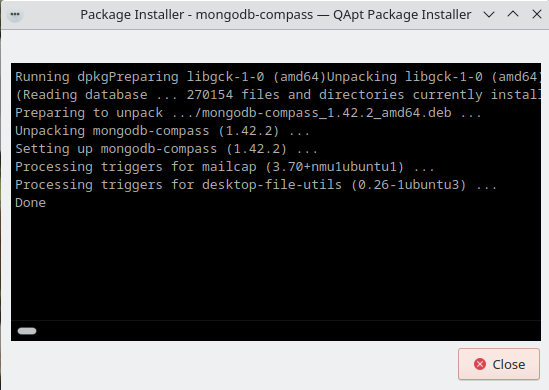 Package Installer - mongodb-compass — QApt Package Installer
Running dpkgPreparing libgck-1-0 (amd64)Unpacking libgck-1-0 (amd64)
(Reading database ... 270154 files and directories currently instal
Preparing to unpack .../mongodb-compass_1.42.2_amd64.deb ...
Unpacking mongodb-compass (1.42.2) ...
Setting up mongodb-compass (1.42.2) ...
Processing triggers for mailcap (3.70+nmu1ubuntu1) ...
Processing triggers for desktop-file-utils (0.26-1ubuntu3) ...
Done
Close